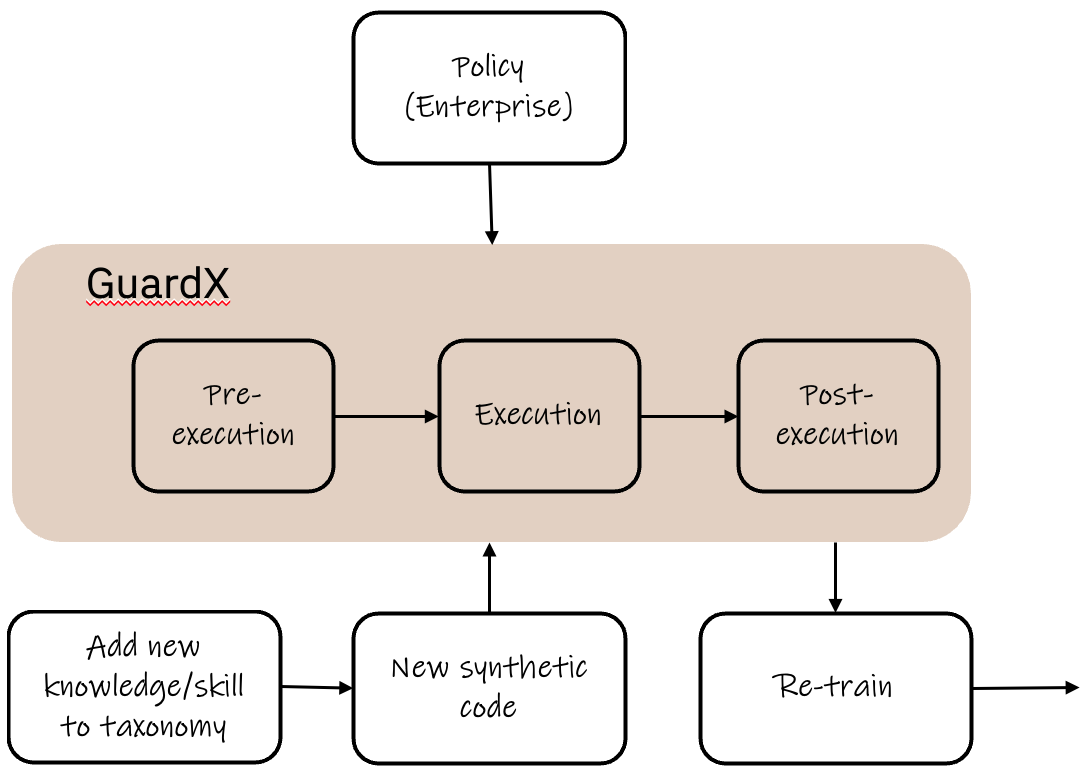 Policy
(Enterprise)
GuardX
Pre-
execution
Execution
Post-
execution
Add new
knowledge/skill
to taxonomy
New synthetic
code
Re-train